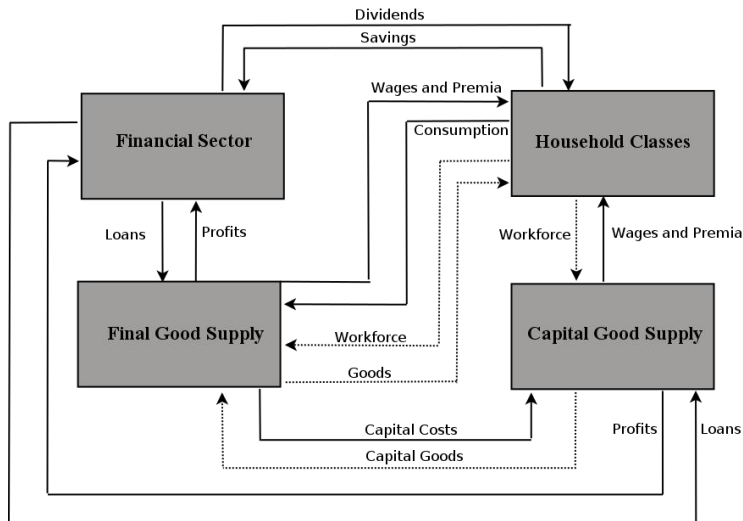 Dividends
Savings
Wages and Premia
Consumption
Financial Sector
Household Classes
Loans
Profits
Workforce
Wages and Premia
Final Good Supply
Workforce
Goods
Capital Good Supply
Capital Costs
Capital Goods
Profits
Loans